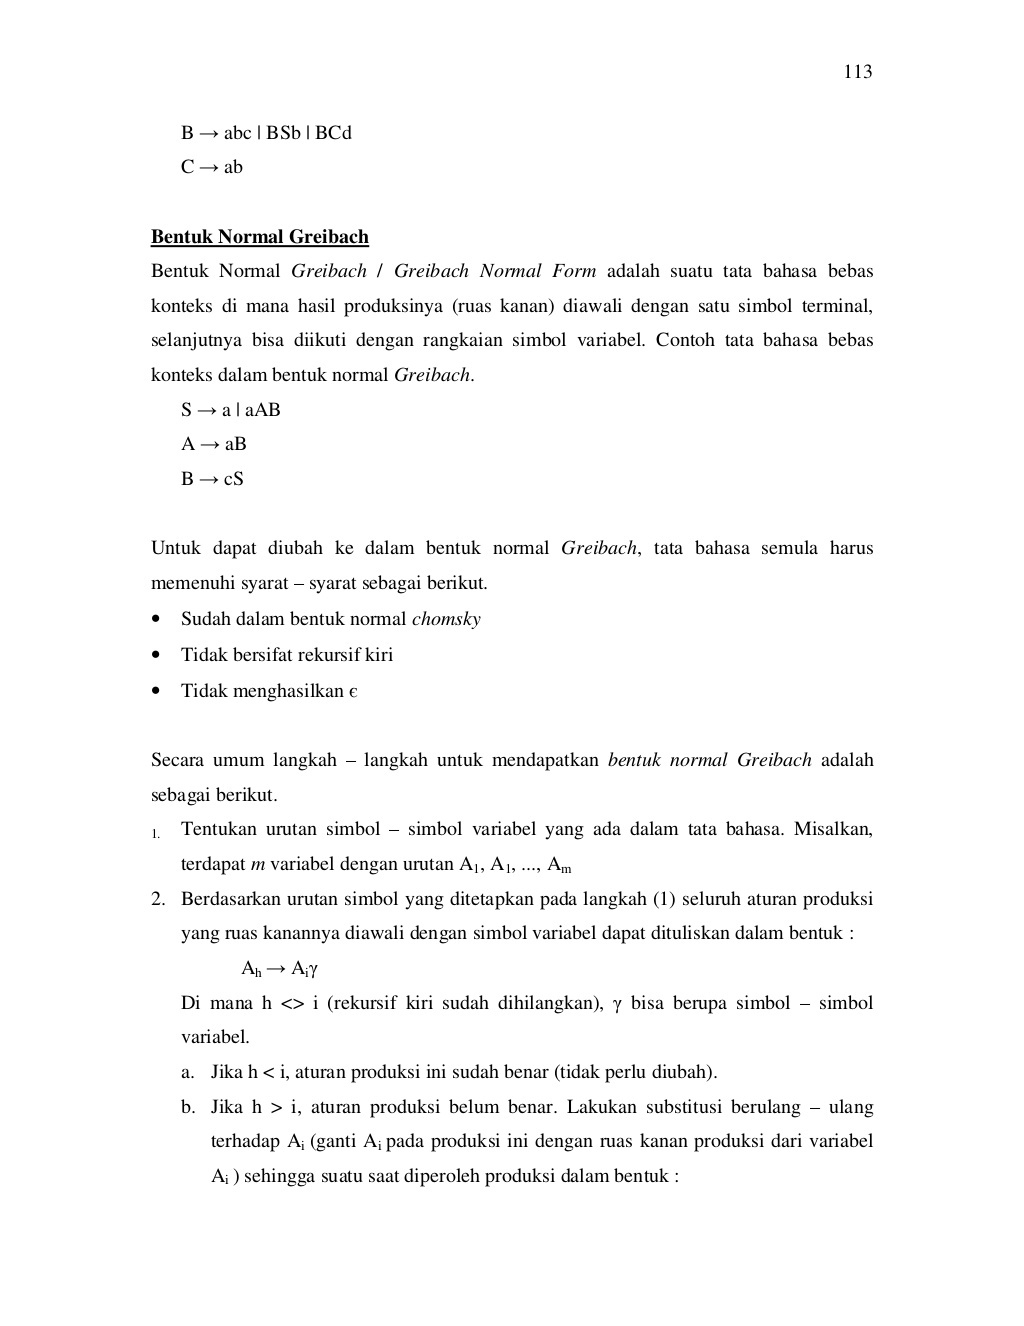 113
B → abc | BSb | BCd
C → ab
Bentuk Normal Greibach
Bentuk Normal Greibach / Greibach Normal Form adalah suatu tata bahasa bebas
konteks di mana hasil produksinya (ruas kanan) diawali dengan satu simbol terminal,
selanjutnya bisa diikuti dengan rangkaian simbol variabel. Contoh tata bahasa bebas
konteks dalam bentuk normal Greibach.
S → a | aAB
A → aB
B → cS
Untuk dapat diubah ke dalam bentuk normal Greibach, tata bahasa semula harus
memenuhi syarat – syarat sebagai berikut.
• Sudah dalam bentuk normal chomsky
• Tidak bersifat rekursif kiri
• Tidak menghasilkan є
Secara umum langkah – langkah untuk mendapatkan bentuk normal Greibach adalah
sebagai berikut.
1. Tentukan urutan simbol – simbol variabel yang ada dalam tata bahasa. Misalkan,
terdapat m variabel dengan urutan A₁, A₁, ..., Aₘ
2. Berdasarkan urutan simbol yang ditetapkan pada langkah (1) seluruh aturan produksi
yang ruas kanannya diawali dengan simbol variabel dapat dituliskan dalam bentuk :
Aₕ → Aᵢγ
Di mana h <> i (rekursif kiri sudah dihilangkan), γ bisa berupa simbol – simbol
variabel.
a. Jika h < i, aturan produksi ini sudah benar (tidak perlu diubah).
b. Jika h > i, aturan produksi belum benar. Lakukan substitusi berulang – ulang
terhadap Aᵢ (ganti Aᵢ pada produksi ini dengan ruas kanan produksi dari variabel
Aᵢ ) sehingga suatu saat diperoleh produksi dalam bentuk :